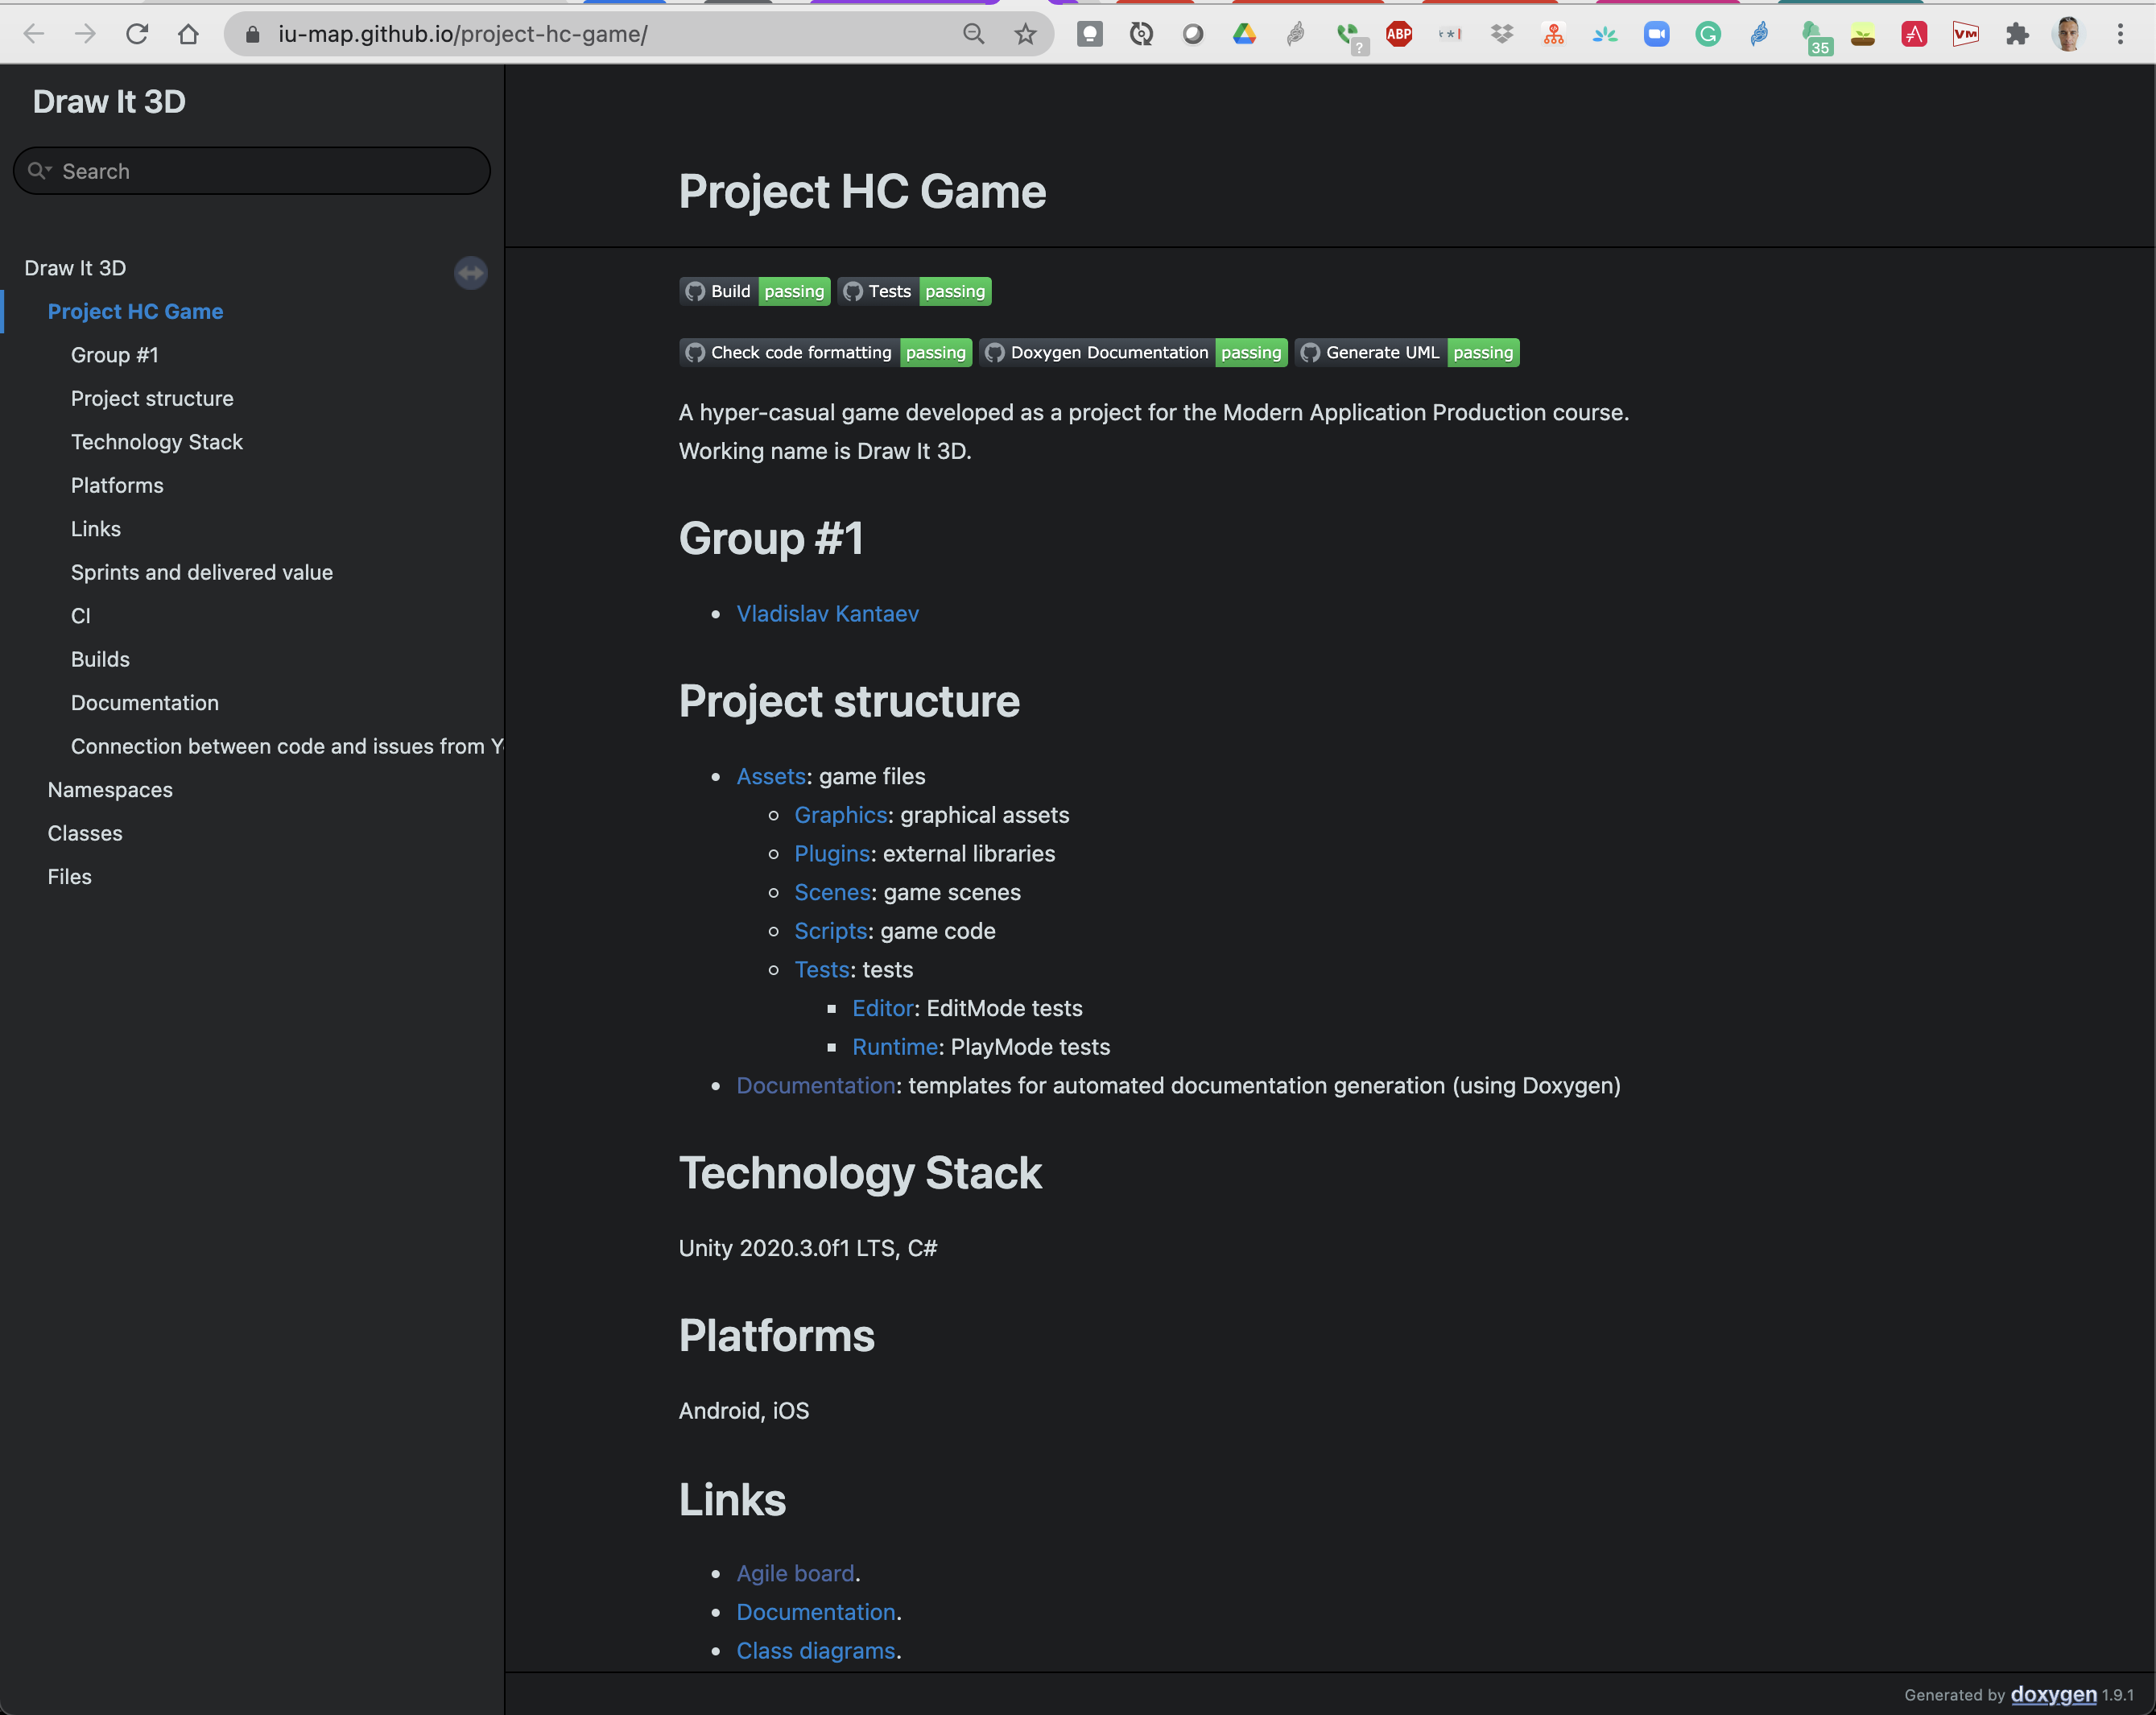 iu-map.github.io/project-hc-game/
ABP
?
35
VM
Draw It 3D
Search
Draw It 3D
Project HC Game
Group #1
Project structure
Technology Stack
Platforms
Links
Sprints and delivered value
CI
Builds
Documentation
Connection between code and issues from Y
Namespaces
Classes
Files
Project HC Game
Build passing Tests passing
Check code formatting passing Doxygen Documentation passing Generate UML passing
A hyper-casual game developed as a project for the Modern Application Production course.
Working name is Draw It 3D.
Group #1
Vladislav Kantaev
Project structure
Assets: game files
Graphics: graphical assets
Plugins: external libraries
Scenes: game scenes
Scripts: game code
Tests: tests
Editor: EditMode tests
Runtime: PlayMode tests
Documentation: templates for automated documentation generation (using Doxygen)
Technology Stack
Unity 2020.3.0f1 LTS, C#
Platforms
Android, iOS
Links
Agile board.
Documentation.
Class diagrams.
Generated by doxygen 1.9.1